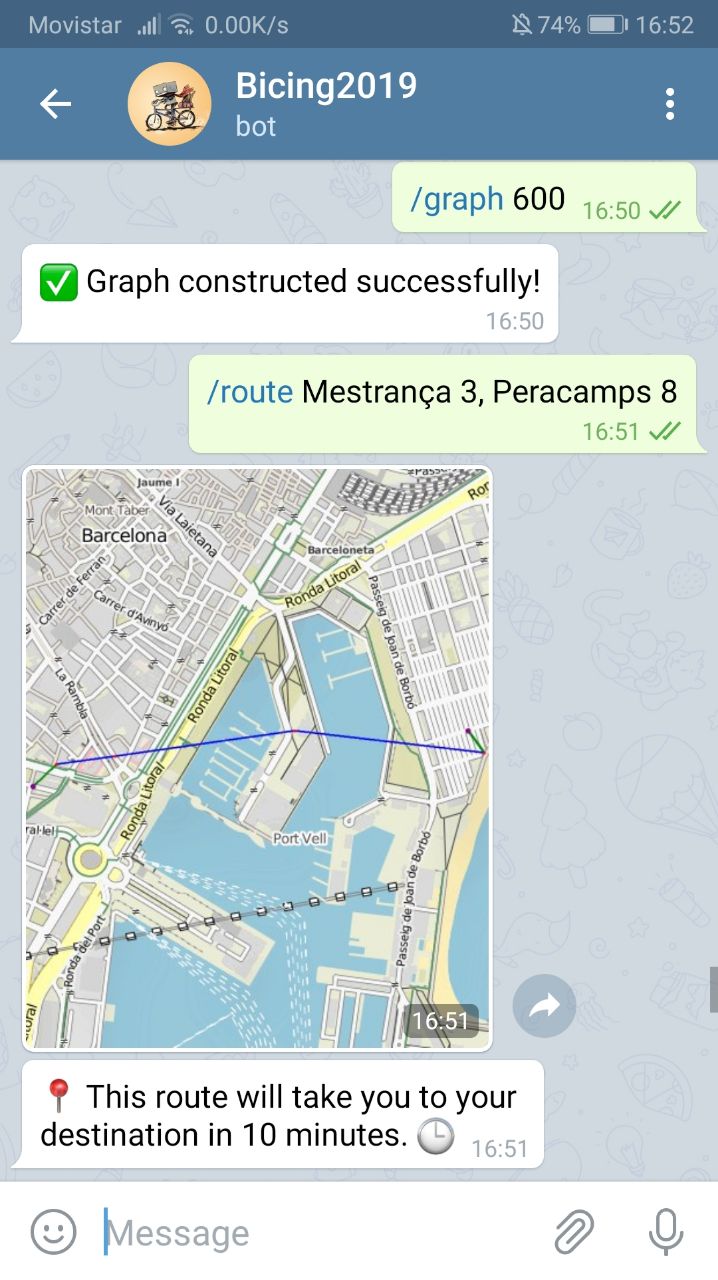 Movistar 0.00K/s 74% 16:52
Bicing2019
bot
/graph 600 16:50
✅ Graph constructed successfully!
16:50
/route Mestrança 3, Peracamps 8
16:51
Jaume I
Mont Tàber
Barcelona
Via Laietana
Carrer de Ferran
Carrer d'Avinyó
La Rambla
Ronda Litoral
Ronda Litoral
Ronda Litoral
Barceloneta
Passeig de Joan de Borbó
Port Vell
Passeig de Joan de Borbó
Ronda del Port
ral·lel
16:51
📍 This route will take you to your
destination in 10 minutes. 🕒 16:51
Message